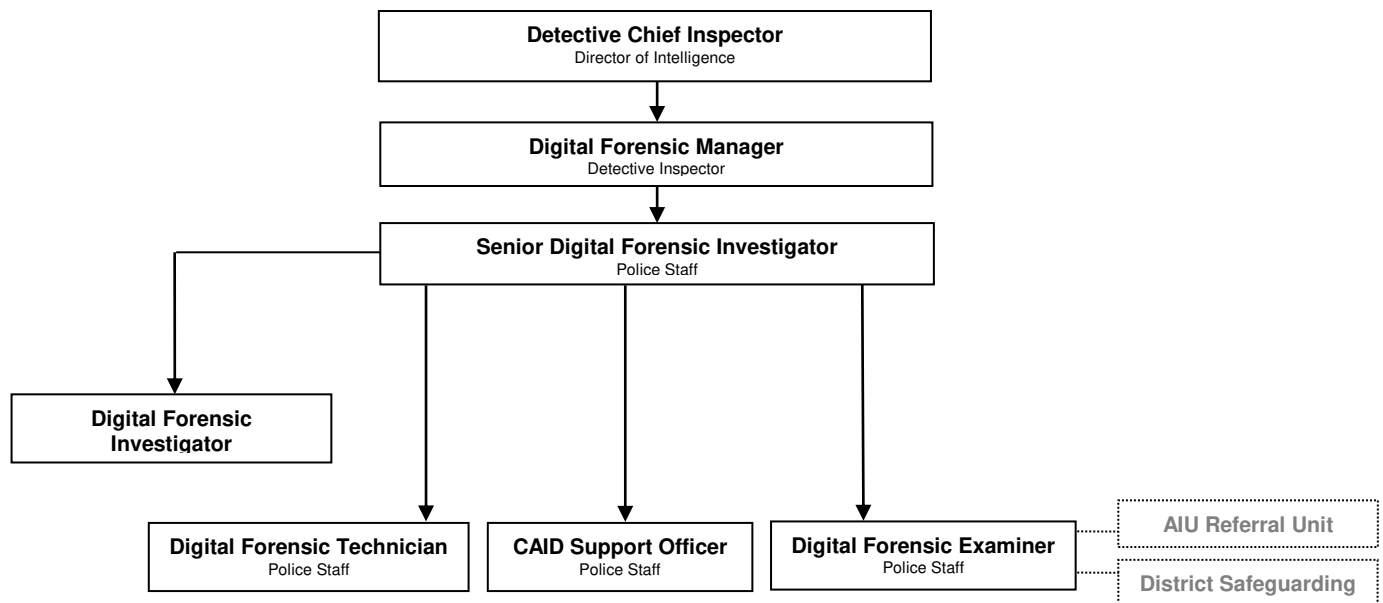 Detective Chief Inspector
Director of Intelligence
Digital Forensic Manager
Detective Inspector
Senior Digital Forensic Investigator
Police Staff
Digital Forensic
Investigator
Digital Forensic Technician
Police Staff
CAID Support Officer
Police Staff
Digital Forensic Examiner
Police Staff
AIU Referral Unit
District Safeguarding